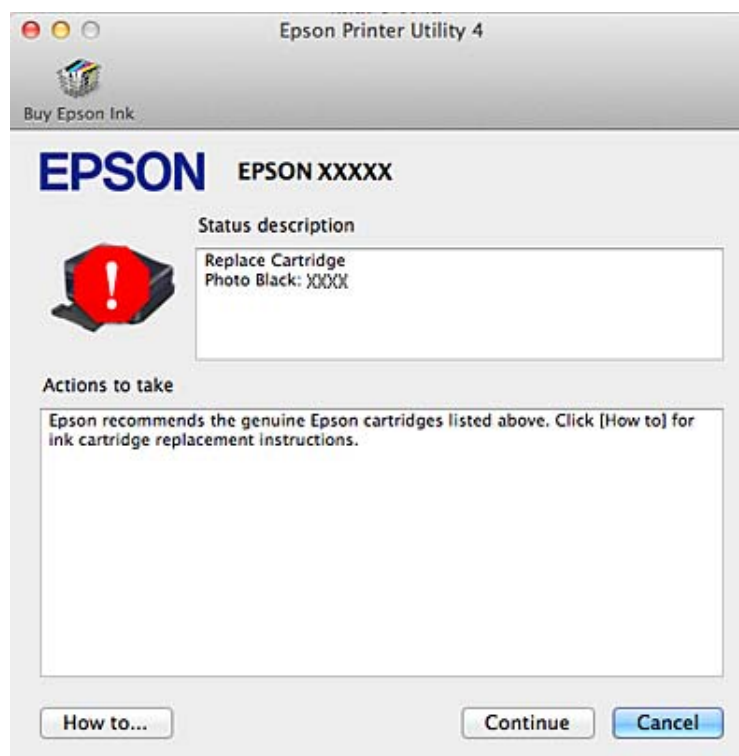 Epson Printer Utility 4
Buy Epson Ink
EPSON EPSON XXXXX
Status description
Replace Cartridge
Photo Black: XXXX
!
Actions to take
Epson recommends the genuine Epson cartridges listed above. Click [How to] for
ink cartridge replacement instructions.
How to... Continue Cancel